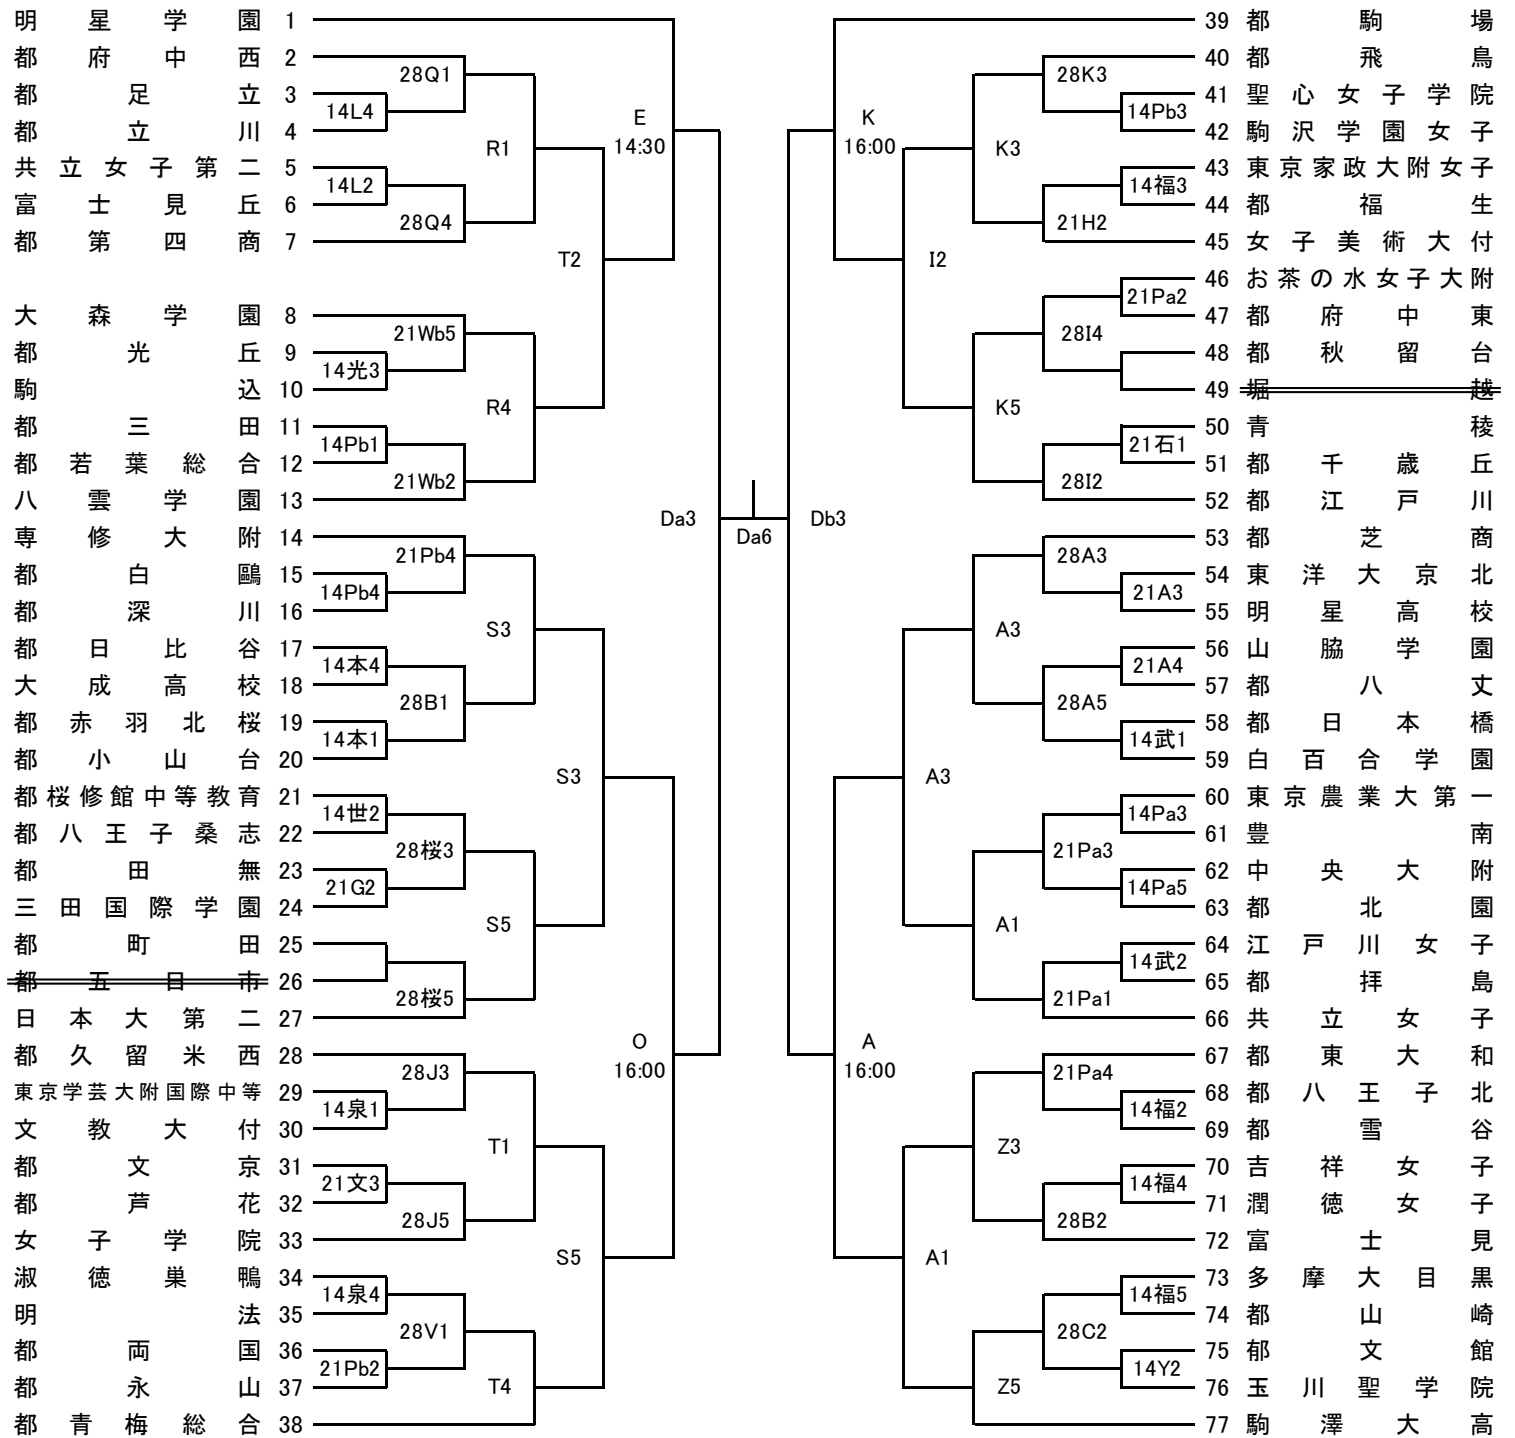 明星学園 1
都府中西 2
28Q1
都足立 3
14L4
都立川 4
R1
共立女子第二 5
14L2
富士見丘 6
28Q4
都第四商 7
E
14:30
T2
大森学園 8
21Wb5
都光丘 9
14光3
駒込 10
R4
都三田 11
14Pb1
都若葉総合 12
21Wb2
八雲学園 13
Da3
専修大附 14
21Pb4
都白鷗 15
14Pb4
都深川 16
S3
都日比谷 17
14本4
大成高校 18
28B1
都赤羽北桜 19
14本1
都小山台 20
S3
都桜修館中等教育 21
14世2
都八王子桑志 22
28桜3
都田無 23
21G2
三田国際学園 24
S5
都町田 25
都五日市 26
28桜5
日本大第二 27
O
16:00
都久留米西 28
28J3
東京学芸大附国際中等 29
14泉1
文教大付 30
T1
都文京 31
21文3
都芦花 32
28J5
女子学院 33
S5
淑徳巣鴨 34
14泉4
明法 35
28V1
都両国 36
21Pb2
都永山 37
T4
都青梅総合 38
Da6
39 都駒場
40 都飛鳥
28K3
41 聖心女子学院
14Pb3
42 駒沢学園女子
K
16:00
K3
43 東京家政大附女子
14福3
44 都福生
21H2
45 女子美術大付
I2
46 お茶の水女子大附
21Pa2
47 都府中東
28I4
48 都秋留台
49 堀越
K5
50 青稜
21石1
51 都千歳丘
28I2
52 都江戸川
Db3
53 都芝商
28A3
54 東洋大京北
21A3
55 明星高校
A3
56 山脇学園
21A4
57 都八丈
28A5
58 都日本橋
14武1
59 白百合学園
A3
60 東京農業大第一
14Pa3
61 豊南
21Pa3
62 中央大附
14Pa5
63 都北園
A1
64 江戸川女子
14武2
65 都拝島
21Pa1
66 共立女子
A
16:00
67 都東大和
21Pa4
68 都八王子北
14福2
69 都雪谷
Z3
70 吉祥女子
14福4
71 潤徳女子
28B2
72 富士見
A1
73 多摩大目黒
14福5
74 都山崎
28C2
75 郁文館
14Y2
76 玉川聖学院
Z5
77 駒澤大高